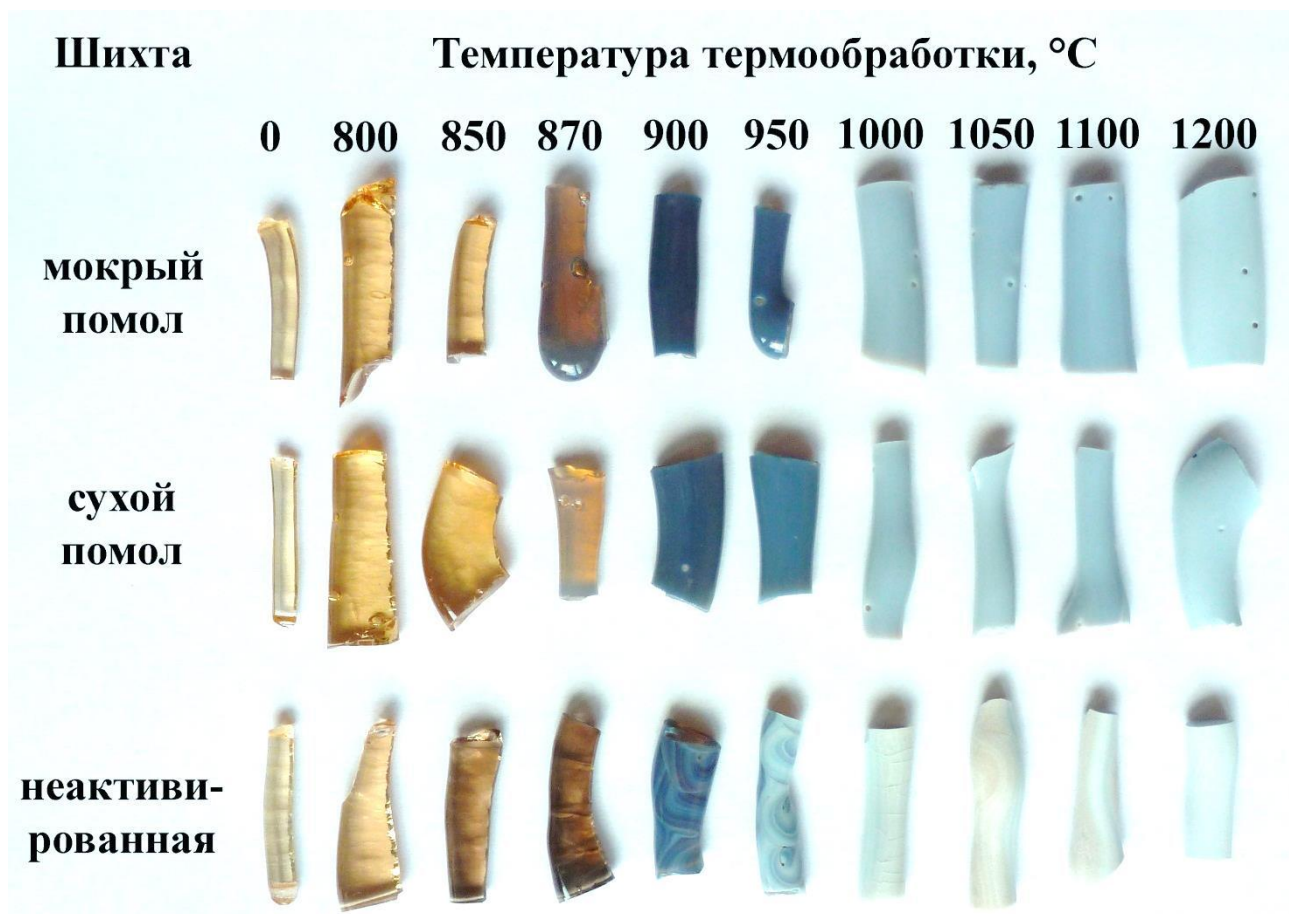 Шихта Температура термообработки, °С
0 800 850 870 900 950 1000 1050 1100 1200
мокрый
помол
сухой
помол
неактиви-
рованная